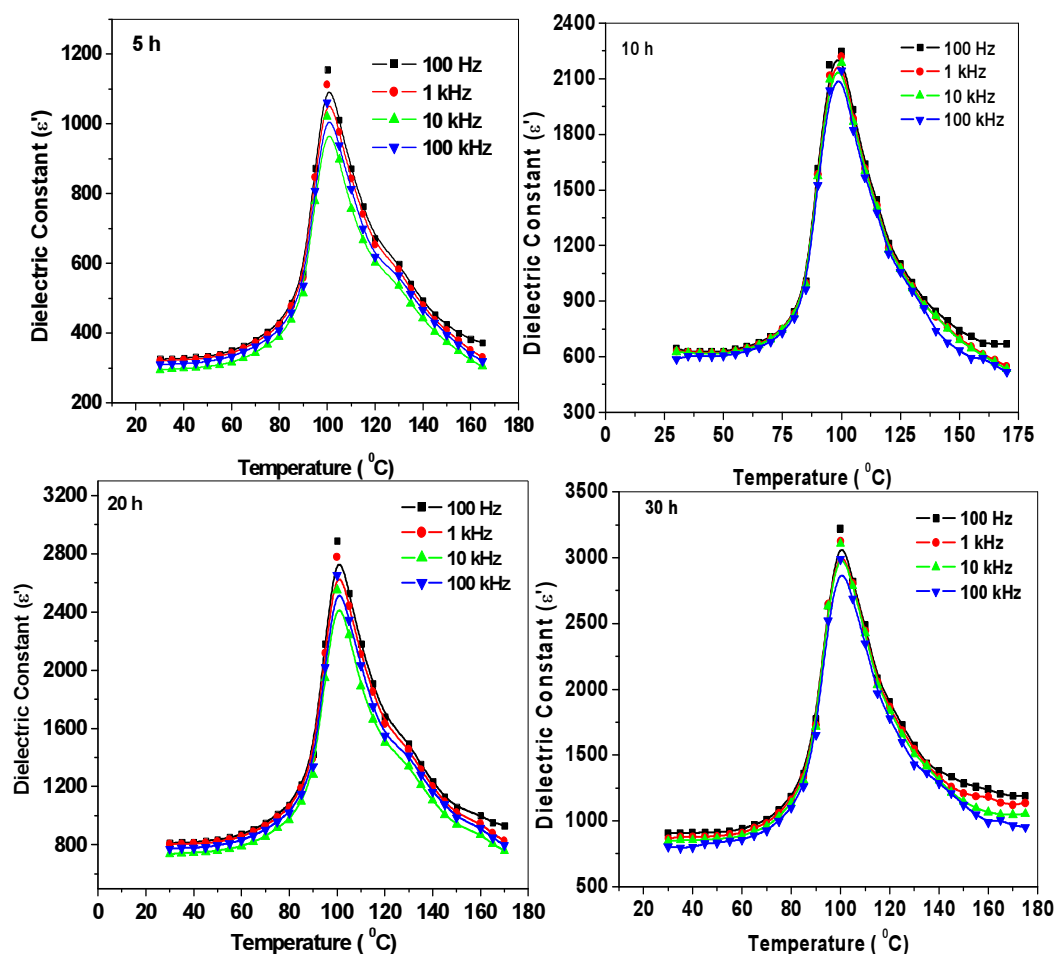 5 h
100 Hz
1 kHz
10 kHz
100 kHz
1200
1000
800
600
400
200
20 40 60 80 100 120 140 160 180
Dielectric Constant (ε')
Temperature ( ⁰C)
10 h
100 Hz
1 kHz
10 kHz
100 kHz
2400
2100
1800
1500
1200
900
600
300
0 25 50 75 100 125 150 175
Dielectric Constant (ε')
Temperature ( ⁰C)
20 h
100 Hz
1 kHz
10 kHz
100 kHz
3200
2800
2400
2000
1600
1200
800
0 20 40 60 80 100 120 140 160 180
Dielectric Constant (ε')
Temperature ( ⁰C)
30 h
100 Hz
1 kHz
10 kHz
100 kHz
3500
3000
2500
2000
1500
1000
500
20 40 60 80 100 120 140 160 180
Dielectric Constant (ε')
Temperature ( ⁰C)